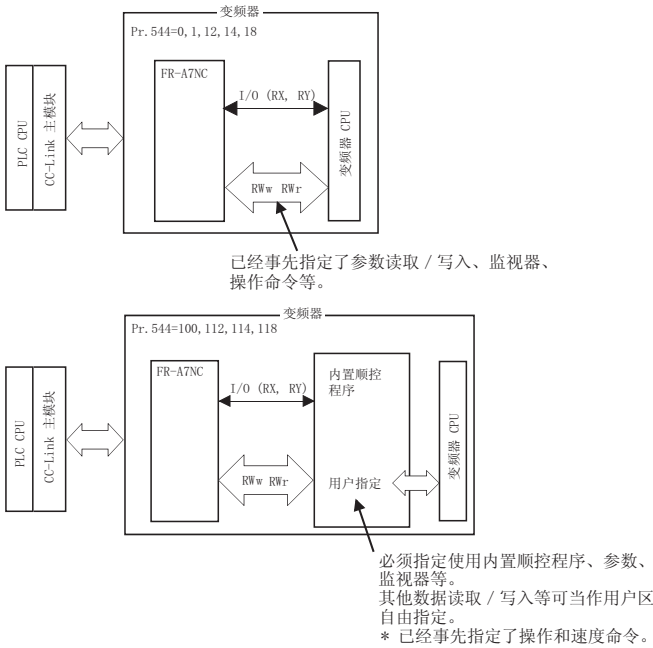 变频器
Pr.544=0,1,12,14,18
FR-A7NC
I/O (RX, RY)
PLC CPU
CC-Link 主模块
变频器 CPU
RWw RWr
已经事先指定了参数读取 / 写入、监视器、
操作命令等。
变频器
Pr.544=100,112,114,118
FR-A7NC
I/O (RX, RY)
内置顺控
程序
PLC CPU
CC-Link 主模块
变频器 CPU
RWw RWr
用户指定
必须指定使用内置顺控程序、参数、
监视器等。
其他数据读取 / 写入等可当作用户区
自由指定。
* 已经事先指定了操作和速度命令。